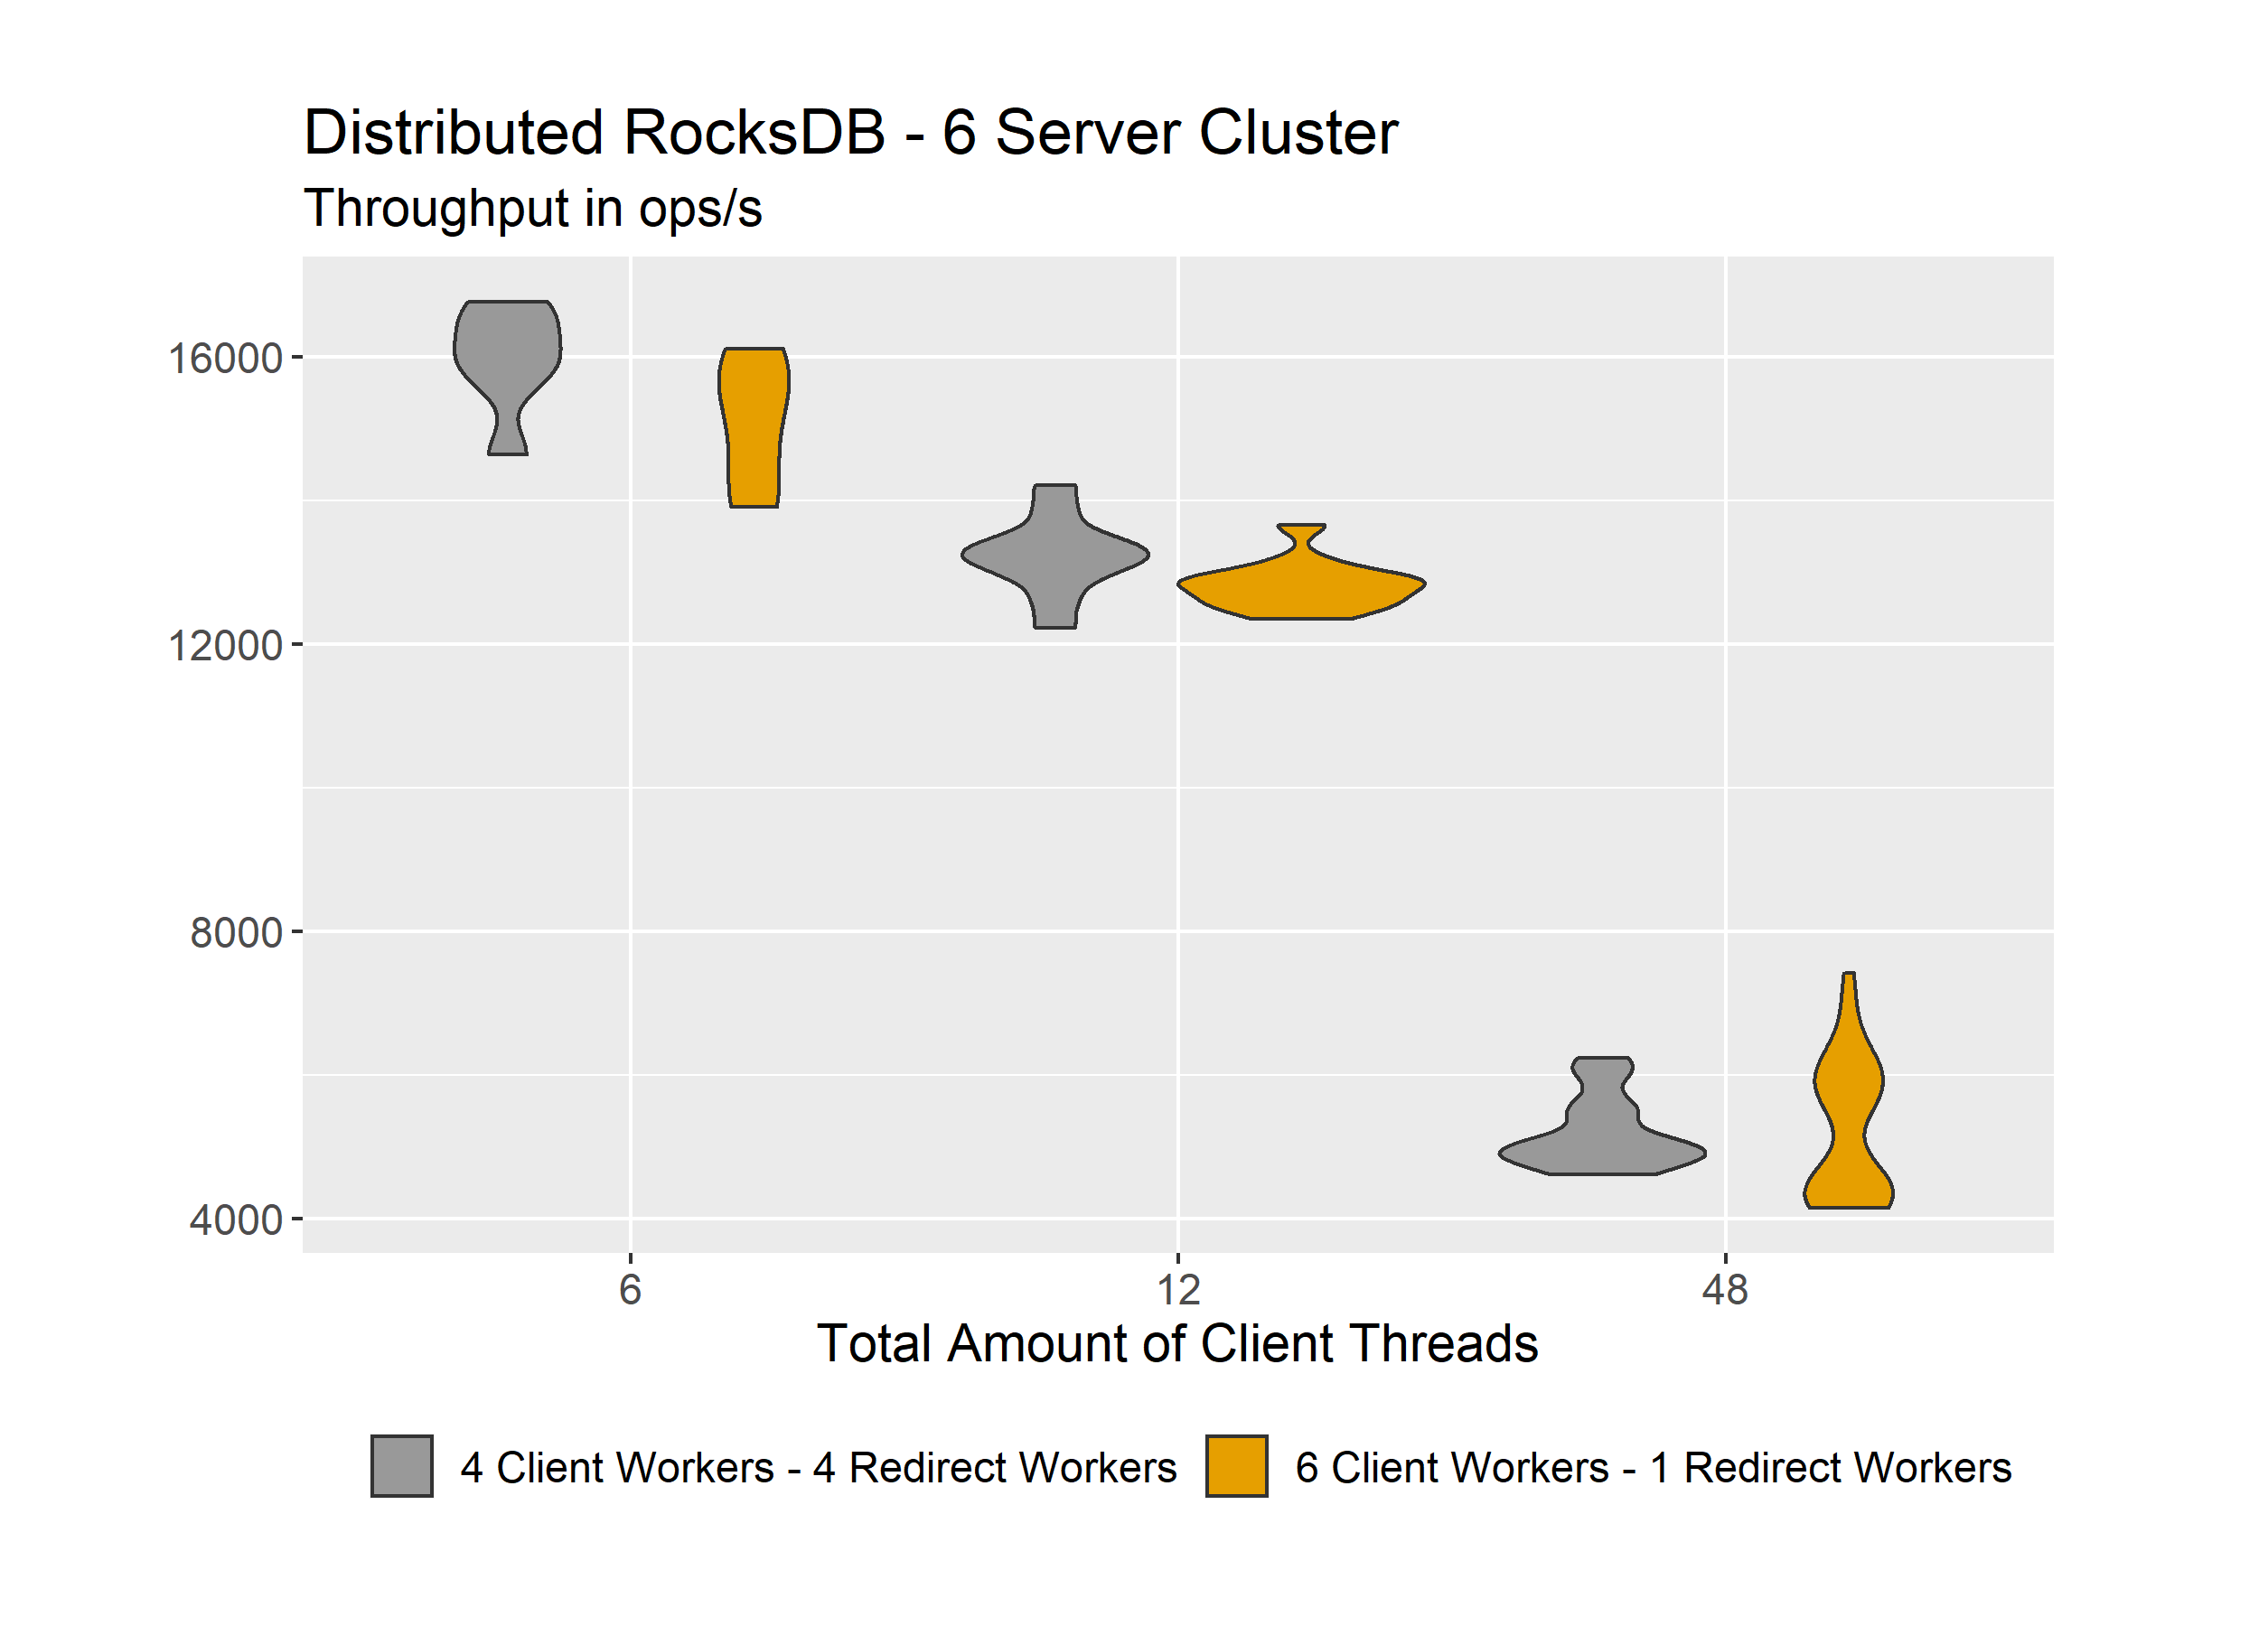 Distributed RocksDB - 6 Server Cluster
Throughput in ops/s
16000
12000
8000
4000
6 12 48
Total Amount of Client Threads
4 Client Workers - 4 Redirect Workers 6 Client Workers - 1 Redirect Workers